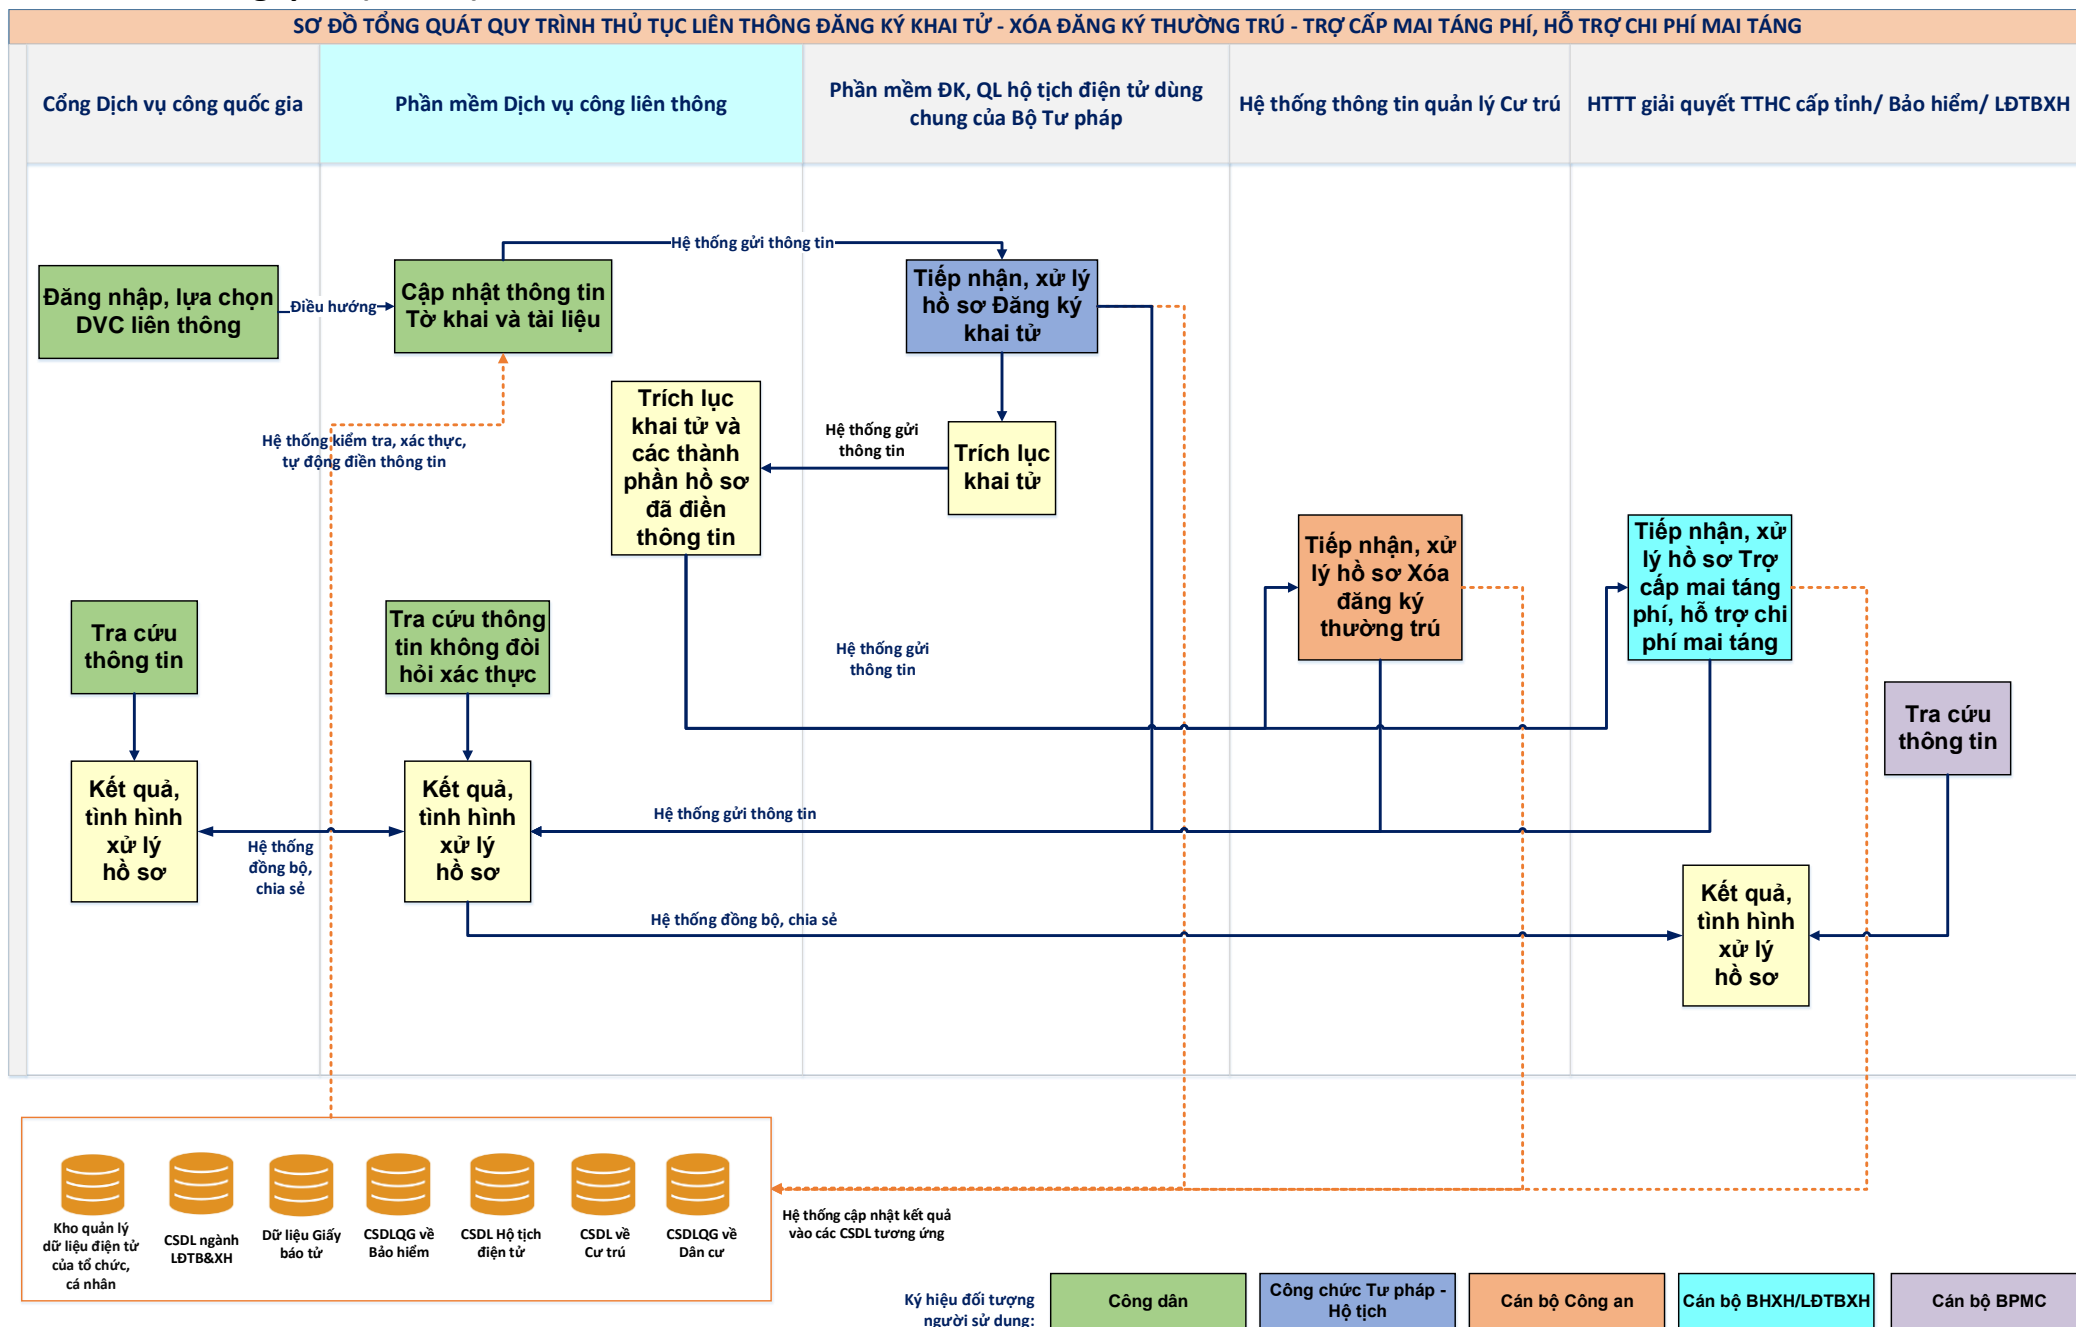 SƠ ĐỒ TỔNG QUÁT QUY TRÌNH THỦ TỤC LIÊN THÔNG ĐĂNG KÝ KHAI TỬ - XÓA ĐĂNG KÝ THƯỜNG TRÚ - TRỢ CẤP MAI TÁNG PHÍ, HỖ TRỢ CHI PHÍ MAI TÁNG
Cổng Dịch vụ công quốc gia
Phần mềm Dịch vụ công liên thông
Phần mềm ĐK, QL hộ tịch điện tử dùng
chung của Bộ Tư pháp
Hệ thống thông tin quản lý Cư trú
HTTT giải quyết TTHC cấp tỉnh/ Bảo hiểm/ LĐTBXH
Hệ thống gửi thông tin
Đăng nhập, lựa chọn
DVC liên thông
Điều hướng
Cập nhật thông tin
Tờ khai và tài liệu
Tiếp nhận, xử lý
hồ sơ Đăng ký
khai tử
Trích lục
khai tử và
các thành
phần hồ sơ
đã điền
thông tin
Hệ thống gửi
thông tin
Trích lục
khai tử
Hệ thống kiểm tra, xác thực,
tự động điền thông tin
Tiếp nhận, xử
lý hồ sơ Xóa
đăng ký
thường trú
Tiếp nhận, xử
lý hồ sơ Trợ
cấp mai táng
phí, hỗ trợ chi
phí mai táng
Tra cứu
thông tin
Tra cứu thông
tin không đòi
hỏi xác thực
Hệ thống gửi
thông tin
Tra cứu
thông tin
Kết quả,
tình hình
xử lý
hồ sơ
Hệ thống
đồng bộ,
chia sẻ
Kết quả,
tình hình
xử lý
hồ sơ
Hệ thống gửi thông tin
Hệ thống đồng bộ, chia sẻ
Kết quả,
tình hình
xử lý
hồ sơ
Kho quản lý
dữ liệu điện tử
của tổ chức,
cá nhân
CSDL ngành
LĐTB&XH
Dữ liệu Giấy
báo tử
CSDLQG về
Bảo hiểm
CSDL Hộ tịch
điện tử
CSDL về
Cư trú
CSDLQG về
Dân cư
Hệ thống cập nhật kết quả
vào các CSDL tương ứng
Ký hiệu đối tượng
người sử dụng:
Công dân
Công chức Tư pháp -
Hộ tịch
Cán bộ Công an
Cán bộ BHXH/LĐTBXH
Cán bộ BPMC